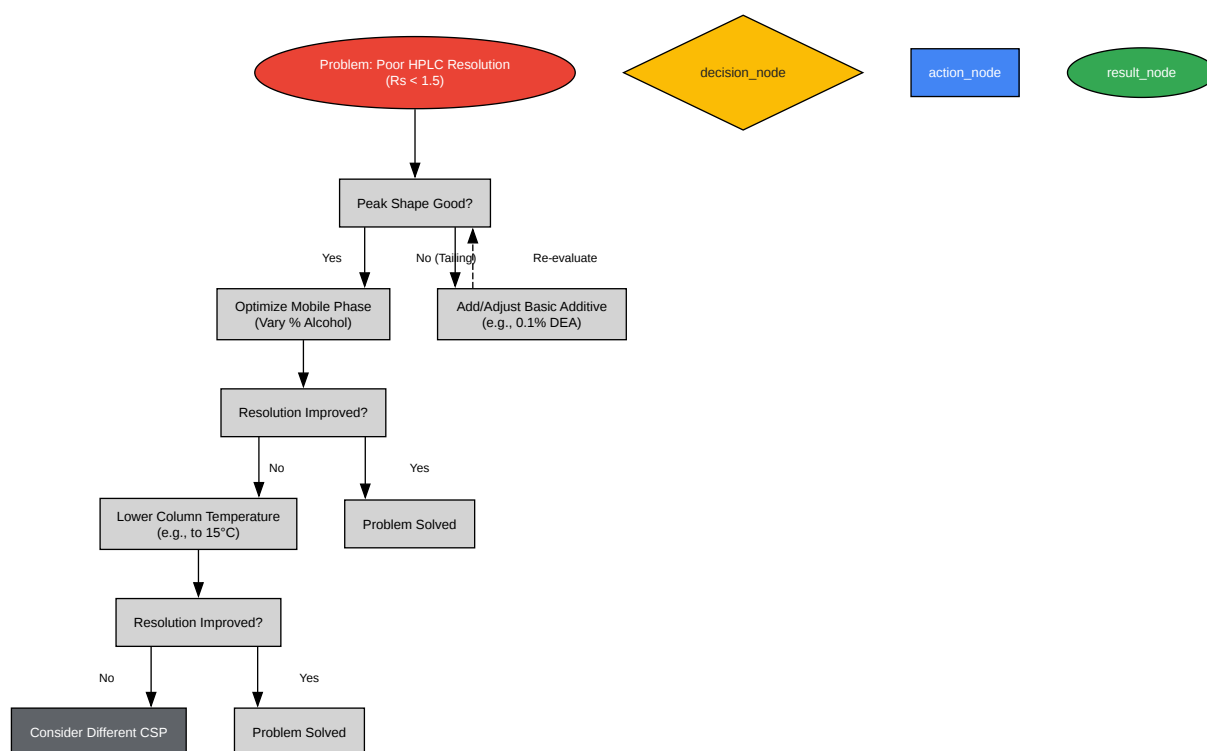 Problem: Poor HPLC Resolution
(Rs < 1.5)
decision_node
action_node
result_node
Peak Shape Good?
Yes
No (Tailing)
Re-evaluate
Optimize Mobile Phase
(Vary % Alcohol)
Add/Adjust Basic Additive
(e.g., 0.1% DEA)
Resolution Improved?
No
Yes
Lower Column Temperature
(e.g., to 15°C)
Problem Solved
Resolution Improved?
No
Yes
Consider Different CSP
Problem Solved